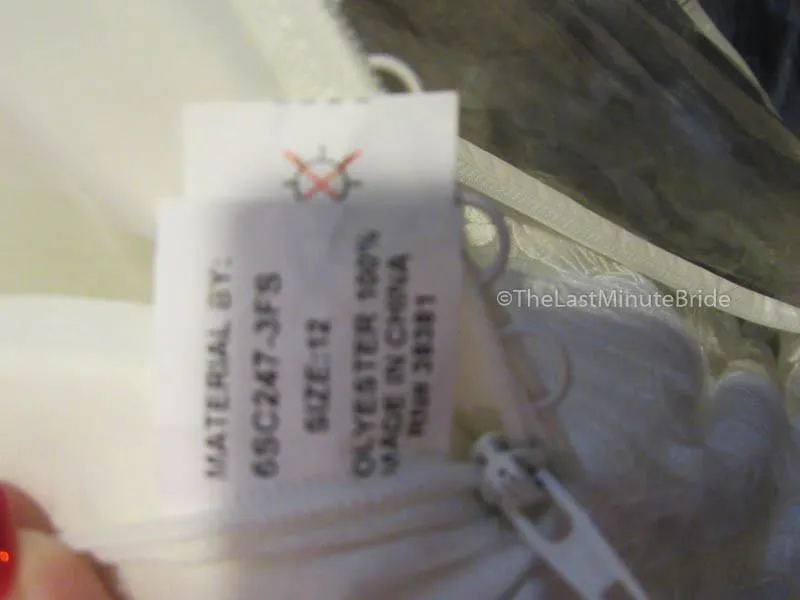 MATERIAL BY:
6SC247-3FS
SIZE:12
OLYESTER 100%
MADE IN CHINA
©TheLastMinuteBride